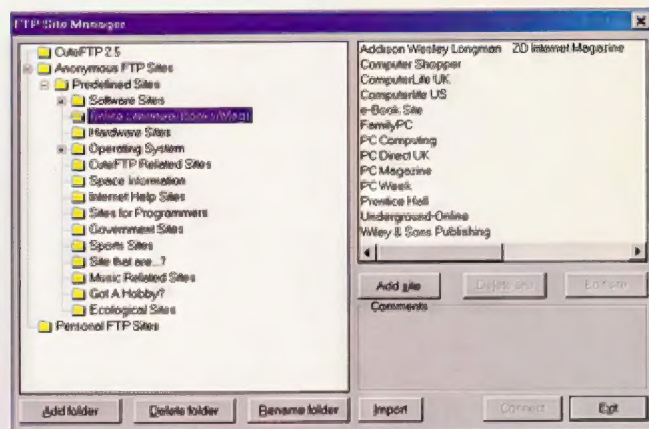 FTP Site Manager
CuteFTP 2.5
Anonymous FTP Sites
Predefined Sites
Software Sites
Hardware Sites
Operating System
CuteFTP Related Sites
Space Information
Internet Help Sites
Sites for Programmers
Government Sites
Sports Sites
Site that are...?
Music Related Sites
Got A Hobby?
Ecological Sites
Personal FTP Sites
Add folder
Delete folder
Rename folder
Addison Wesley Longman ZD Internet Magazine
Computer Shopper
ComputerLife UK
Computerlife US
e-Book Site
FamilyPC
PC Computing
PC Direct UK
PC Magazine
PC Week
Prentice Hall
Underground-Online
Wiley & Sons Publishing
Add site
Delete site
Edit site
Comments
Import
Connect
Exit